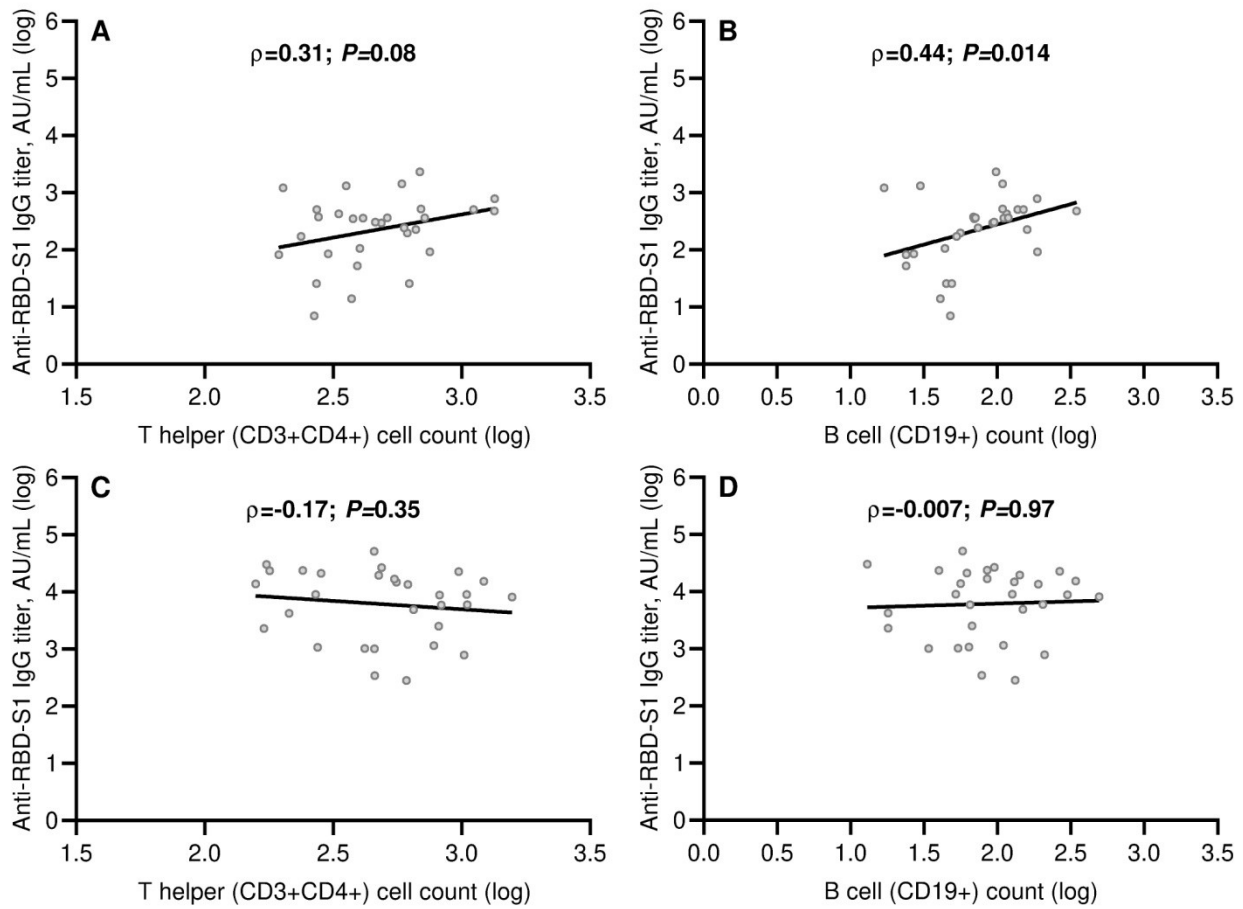 A
ρ=0.31; P=0.08
Anti-RBD-S1 IgG titer, AU/mL (log)
6
5
4
3
2
1
0
1.5 2.0 2.5 3.0 3.5
T helper (CD3+CD4+) cell count (log)
B
ρ=0.44; P=0.014
Anti-RBD-S1 IgG titer, AU/mL (log)
6
5
4
3
2
1
0
0.0 0.5 1.0 1.5 2.0 2.5 3.0 3.5
B cell (CD19+) count (log)
C
ρ=-0.17; P=0.35
Anti-RBD-S1 IgG titer, AU/mL (log)
6
5
4
3
2
1
0
1.5 2.0 2.5 3.0 3.5
T helper (CD3+CD4+) cell count (log)
D
ρ=-0.007; P=0.97
Anti-RBD-S1 IgG titer, AU/mL (log)
6
5
4
3
2
1
0
0.0 0.5 1.0 1.5 2.0 2.5 3.0 3.5
B cell (CD19+) count (log)